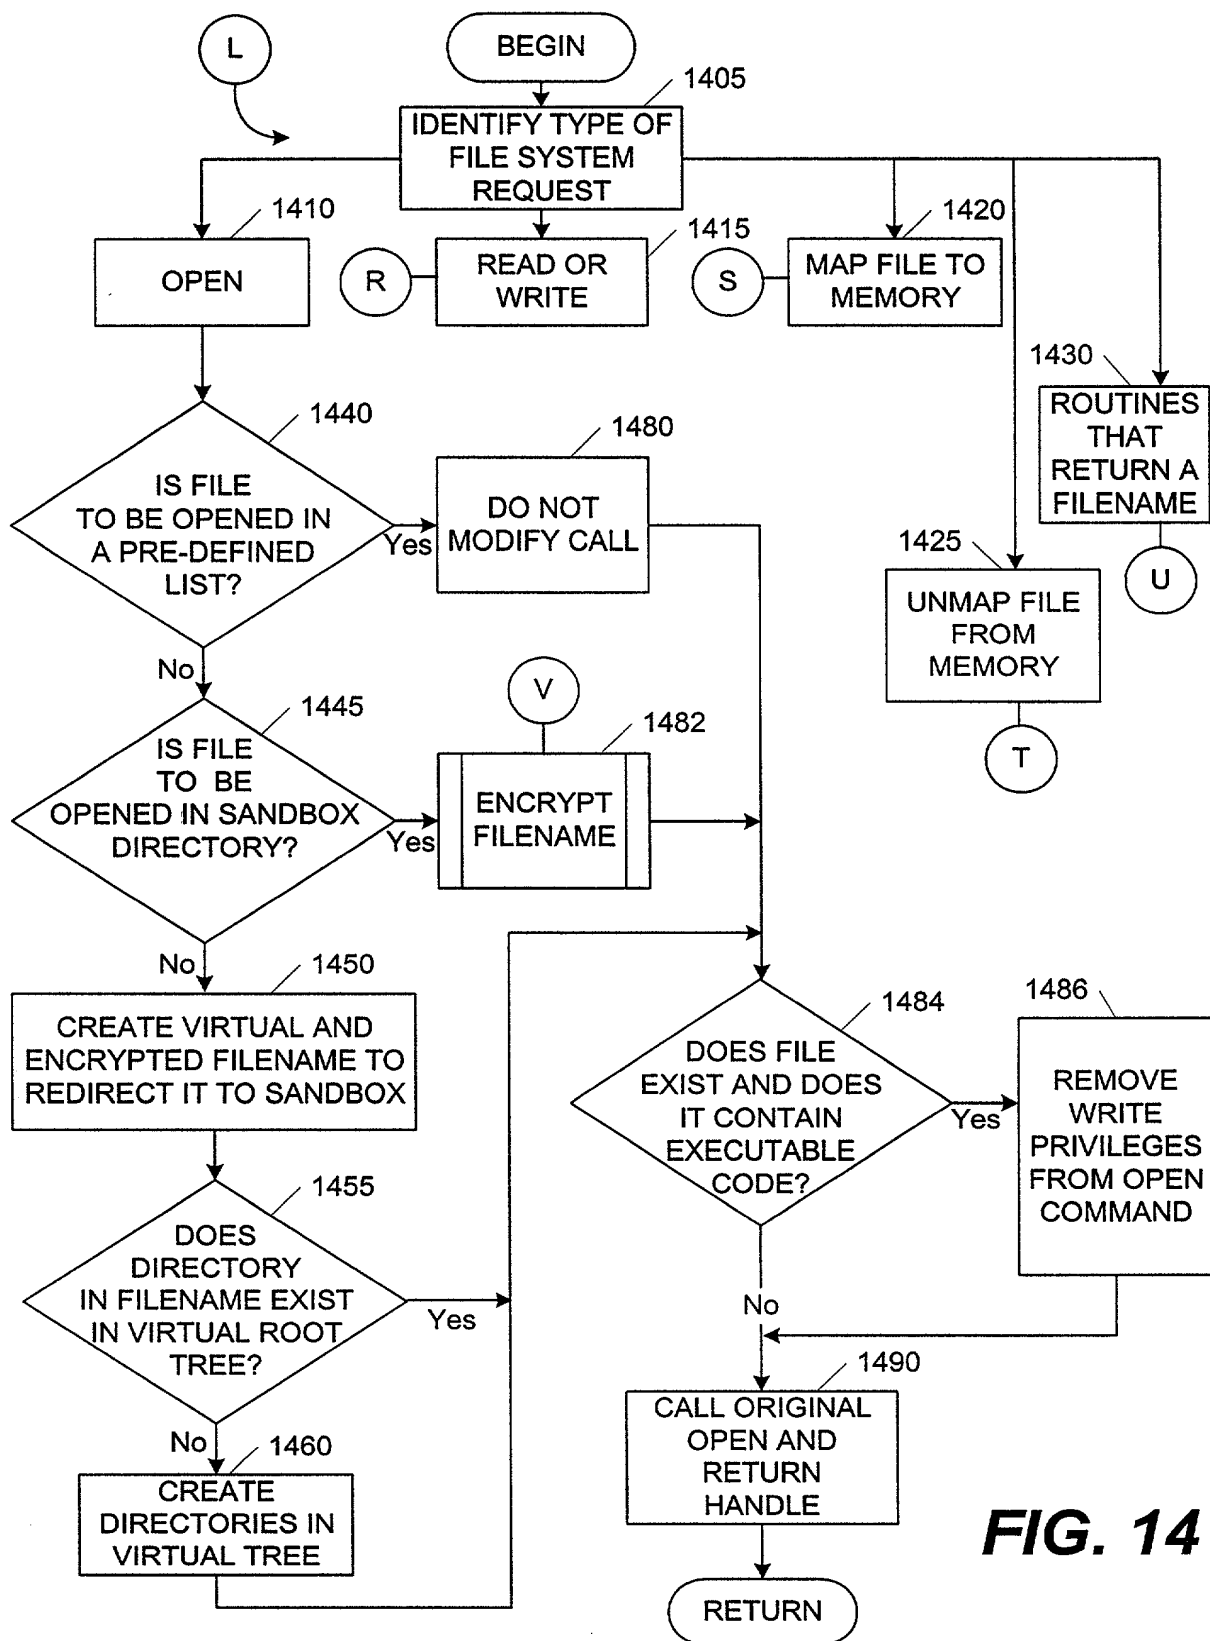 L
BEGIN
1405
IDENTIFY TYPE OF
FILE SYSTEM
REQUEST
1410
OPEN
1415
R
READ OR
WRITE
1420
S
MAP FILE TO
MEMORY
1430
ROUTINES
THAT
RETURN A
FILENAME
U
1425
UNMAP FILE
FROM
MEMORY
T
1440
IS FILE
TO BE OPENED IN
A PRE-DEFINED
LIST?
Yes
1480
DO NOT
MODIFY CALL
No
1445
IS FILE
TO BE
OPENED IN SANDBOX
DIRECTORY?
Yes
V
1482
ENCRYPT
FILENAME
No
1450
CREATE VIRTUAL AND
ENCRYPTED FILENAME TO
REDIRECT IT TO SANDBOX
1484
DOES FILE
EXIST AND DOES
IT CONTAIN
EXECUTABLE
CODE?
Yes
1486
REMOVE
WRITE
PRIVILEGES
FROM OPEN
COMMAND
1455
DOES
DIRECTORY
IN FILENAME EXIST
IN VIRTUAL ROOT
TREE?
Yes
No
No
1460
CREATE
DIRECTORIES IN
VIRTUAL TREE
1490
CALL ORIGINAL
OPEN AND
RETURN
HANDLE
RETURN
FIG. 14